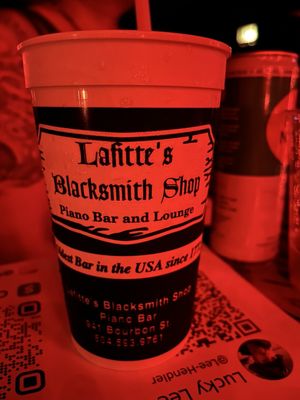 Lafitte's
Blacksmith Shop
Piano Bar and Lounge
Bar in the USA since
Lafitte's Blacksmith Shop
Piano Bar
941 Bourbon St.
504 593 9761
Lucky Lee
@Lee-Hendler